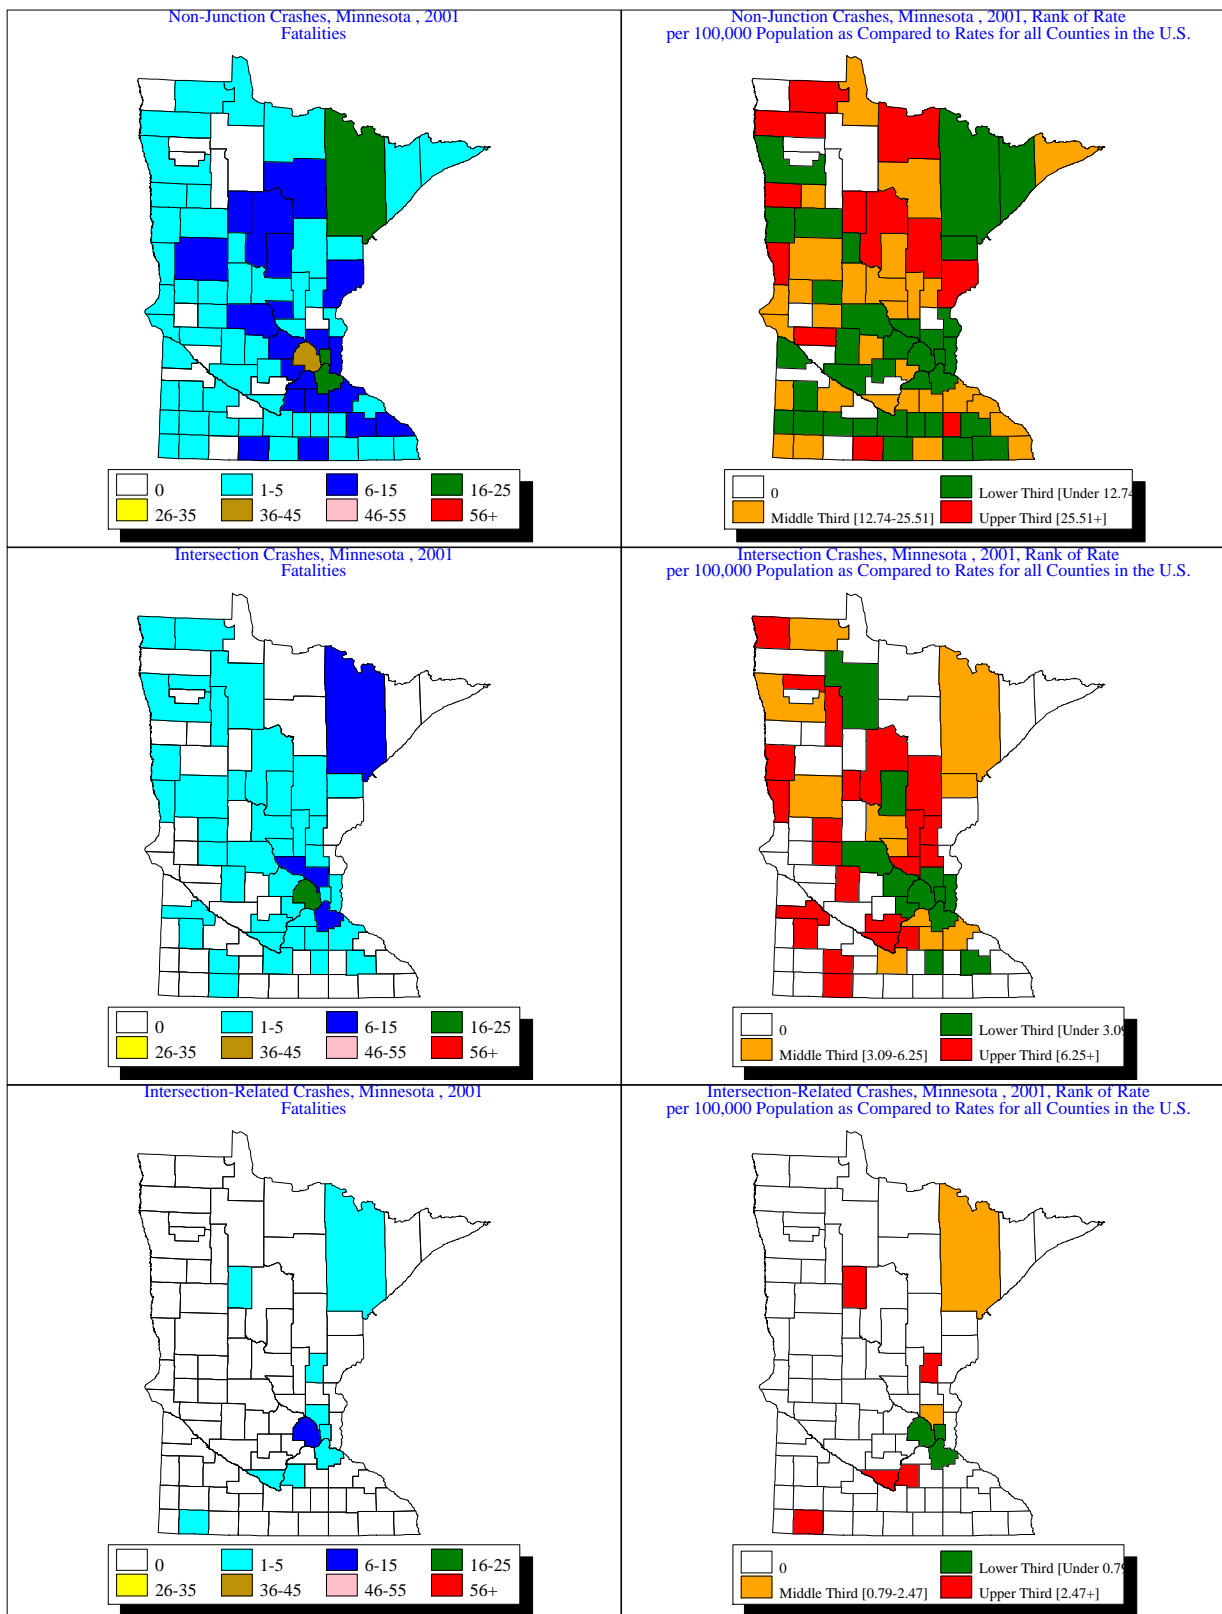 Non-Junction Crashes, Minnesota , 2001
Fatalities
0
1-5
6-15
16-25
26-35
36-45
46-55
56+
Non-Junction Crashes, Minnesota , 2001, Rank of Rate
per 100,000 Population as Compared to Rates for all Counties in the U.S.
0
Lower Third [Under 12.74
Middle Third [12.74-25.51]
Upper Third [25.51+]
Intersection Crashes, Minnesota , 2001
Fatalities
0
1-5
6-15
16-25
26-35
36-45
46-55
56+
Intersection Crashes, Minnesota , 2001, Rank of Rate
per 100,000 Population as Compared to Rates for all Counties in the U.S.
0
Lower Third [Under 3.09
Middle Third [3.09-6.25]
Upper Third [6.25+]
Intersection-Related Crashes, Minnesota , 2001
Fatalities
0
1-5
6-15
16-25
26-35
36-45
46-55
56+
Intersection-Related Crashes, Minnesota , 2001, Rank of Rate
per 100,000 Population as Compared to Rates for all Counties in the U.S.
0
Lower Third [Under 0.79
Middle Third [0.79-2.47]
Upper Third [2.47+]